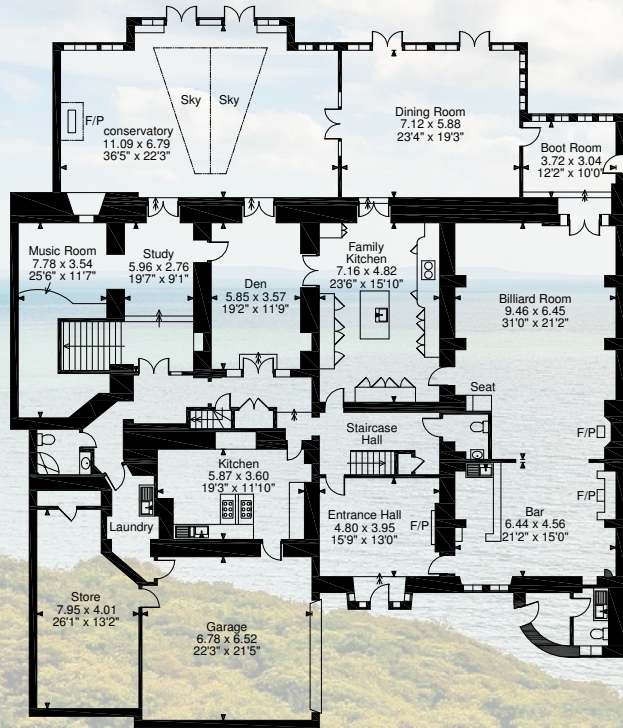 Sky Sky
F/P
conservatory
11.09 x 6.79
36'5" x 22'3"
Dining Room
7.12 x 5.88
23'4" x 19'3"
Boot Room
3.72 x 3.04
12'2" x 10'0"
Music Room
7.78 x 3.54
25'6" x 11'7"
Study
5.96 x 2.76
19'7" x 9'1"
Den
5.85 x 3.57
19'2" x 11'9"
Family
Kitchen
7.16 x 4.82
23'6" x 15'10"
Billiard Room
9.46 x 6.45
31'0" x 21'2"
Seat
F/P
Staircase
Hall
Kitchen
5.87 x 3.60
19'3" x 11'10"
Laundry
Entrance Hall
4.80 x 3.95
15'9" x 13'0"
F/P
F/P
Bar
6.44 x 4.56
21'2" x 15'0"
Store
7.95 x 4.01
26'1" x 13'2"
Garage
6.78 x 6.52
22'3" x 21'5"